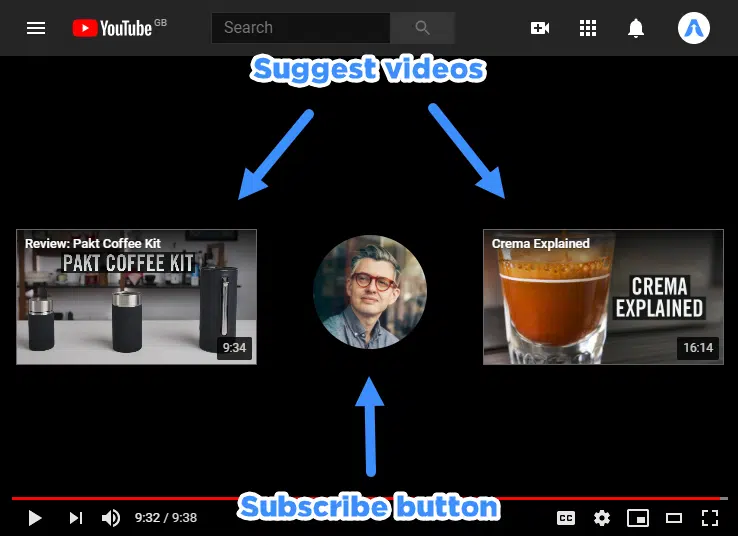 YouTube GB
Search
Suggest videos
Review: Pakt Coffee Kit
PAKT COFFEE KIT
9:34
Crema Explained
CREMA
EXPLAINED
16:14
Subscribe button
9:32 / 9:38
CC